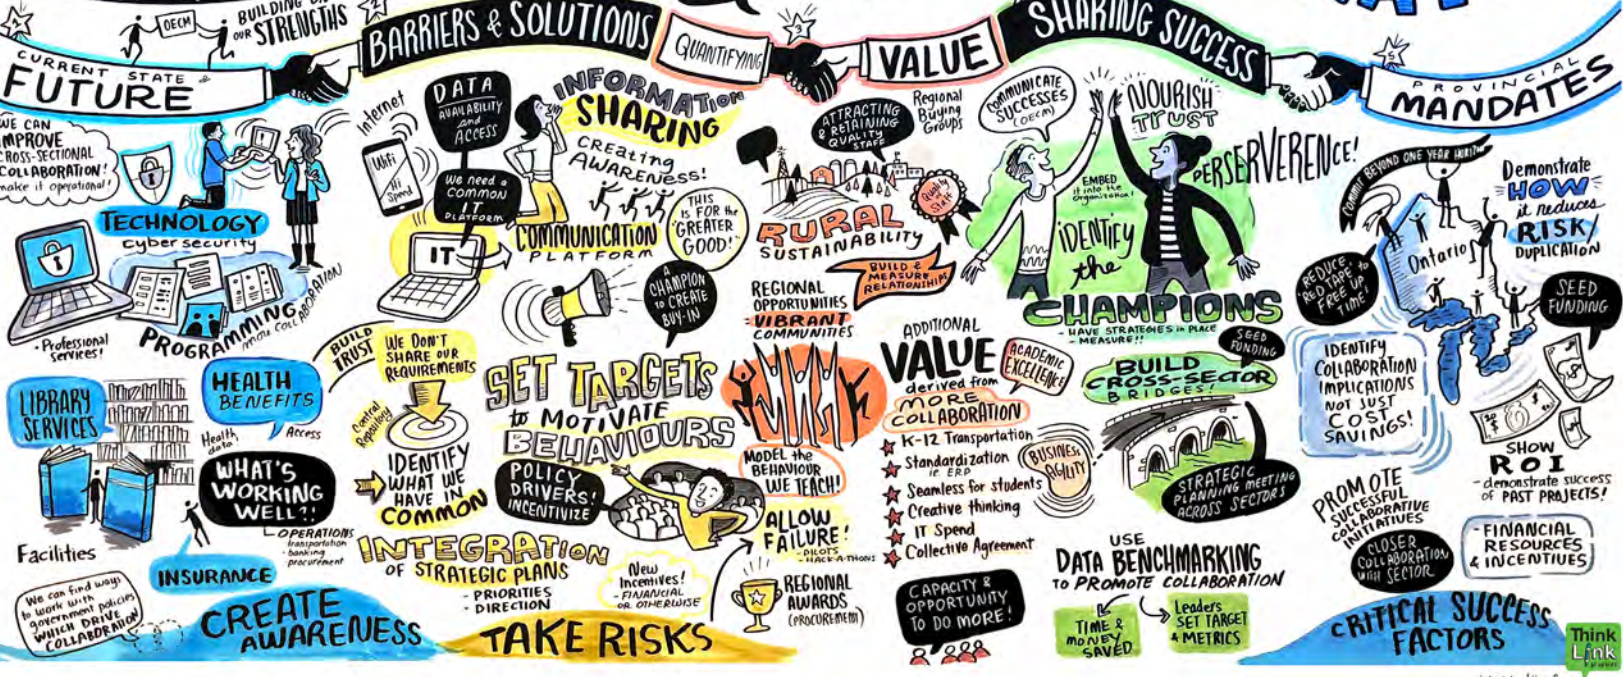 OECM
BUILDING ON
OUR STRENGTHS
CURRENT STATE &
FUTURE
WE CAN
IMPROVE
CROSS-SECTIONAL
COLLABORATION!
make it operational!
TECHNOLOGY
cyber security
PROGRAMMING
more COLLABORATION
- Professional
services!
LIBRARY
SERVICES
HEALTH
BENEFITS
Health
data
Access
WHAT'S
WORKING
WELL?!
OPERATIONS
- transportation
- banking
procurement
Facilities
INSURANCE
We can find ways
to work with
government policies
WHICH DRIVE
COLLABORATION
CREATE
AWARENESS
2
BARRIERS & SOLUTIONS
Internet
WiFi
Hi
Speed
DATA
AVAILABILITY
and
ACCESS
We need a
COMMON
IT
PLATFORM
IT
INFORMATION
SHARING
CREATING
AWARENESS!
COMMUNICATION
PLATFORM
THIS
IS FOR the
"GREATER
GOOD!"
A
CHAMPION
to CREATE
BUY-IN
BUILD
TRUST
WE DON'T
SHARE OUR
REQUIREMENTS
Central
Repository
IDENTIFY
WHAT WE
HAVE IN
COMMON
SET TARGETS
to MOTIVATE
BEHAVIOURS
POLICY
DRIVERS!
INCENTIVIZE
INTEGRATION
OF STRATEGIC PLANS
- PRIORITIES
- DIRECTION
New
Incentives!
- FINANCIAL
OR OTHERWISE
TAKE RISKS
3
QUANTIFYING
VALUE
ATTRACTING
& RETAINING
QUALITY
STAFF
Regional
Buying
Groups
Quality
Staff
RURAL
SUSTAINABILITY
BUILD &
MEASURE
RELATIONSHIPS
REGIONAL
OPPORTUNITIES
= VIBRANT
COMMUNITIES
MODEL the
BEHAVIOUR
WE TEACH!
ALLOW
FAILURE!
- PILOTS
- HACK-A-THONS
REGIONAL
AWARDS
(PROCUREMENT)
ADDITIONAL
VALUE
derived from
MORE
COLLABORATION
ACADEMIC
EXCELLENCE
K-12 Transportation
Standardization
ie ERP
Seamless for students
Creative thinking
IT Spend
Collective Agreement
BUSINESS
AGILITY
CAPACITY &
OPPORTUNITY
TO DO MORE!
SHARING SUCCESS
COMMUNICATE
SUCCESSES
(OECM)
NOURISH
TRUST
PERSERVERENCE!
EMBED
it into the
organization!
IDENTIFY
the
CHAMPIONS
- HAVE STRATEGIES in PLACE
- MEASURE!!
SEED
FUNDING
BUILD
CROSS-SECTOR
BRIDGES!
STRATEGIC
PLANNING MEETING
ACROSS SECTORS
USE
DATA BENCHMARKING
TO PROMOTE COLLABORATION
TIME &
MONEY
SAVED
Leaders
SET TARGET
& METRICS
5
PROVINCIAL
MANDATES
COMMIT BEYOND ONE YEAR HORIZON
Demonstrate
HOW
it reduces
RISK/
DUPLICATION
Ontario
REDUCE
'RED TAPE' to
FREE UP
TIME'
SEED
FUNDING
IDENTIFY
COLLABORATION
IMPLICATIONS
NOT JUST
COST
SAVINGS!
SHOW
ROI
- demonstrate success
of PAST PROJECTS!
PROMOTE
SUCCESSFUL
COLLABORATIVE
INITIATIVES
CLOSER
COLLABORATION
with SECTOR
- FINANCIAL
RESOURCES
& INCENTIVES
CRITICAL SUCCESS
FACTORS
Think
Link
graphics